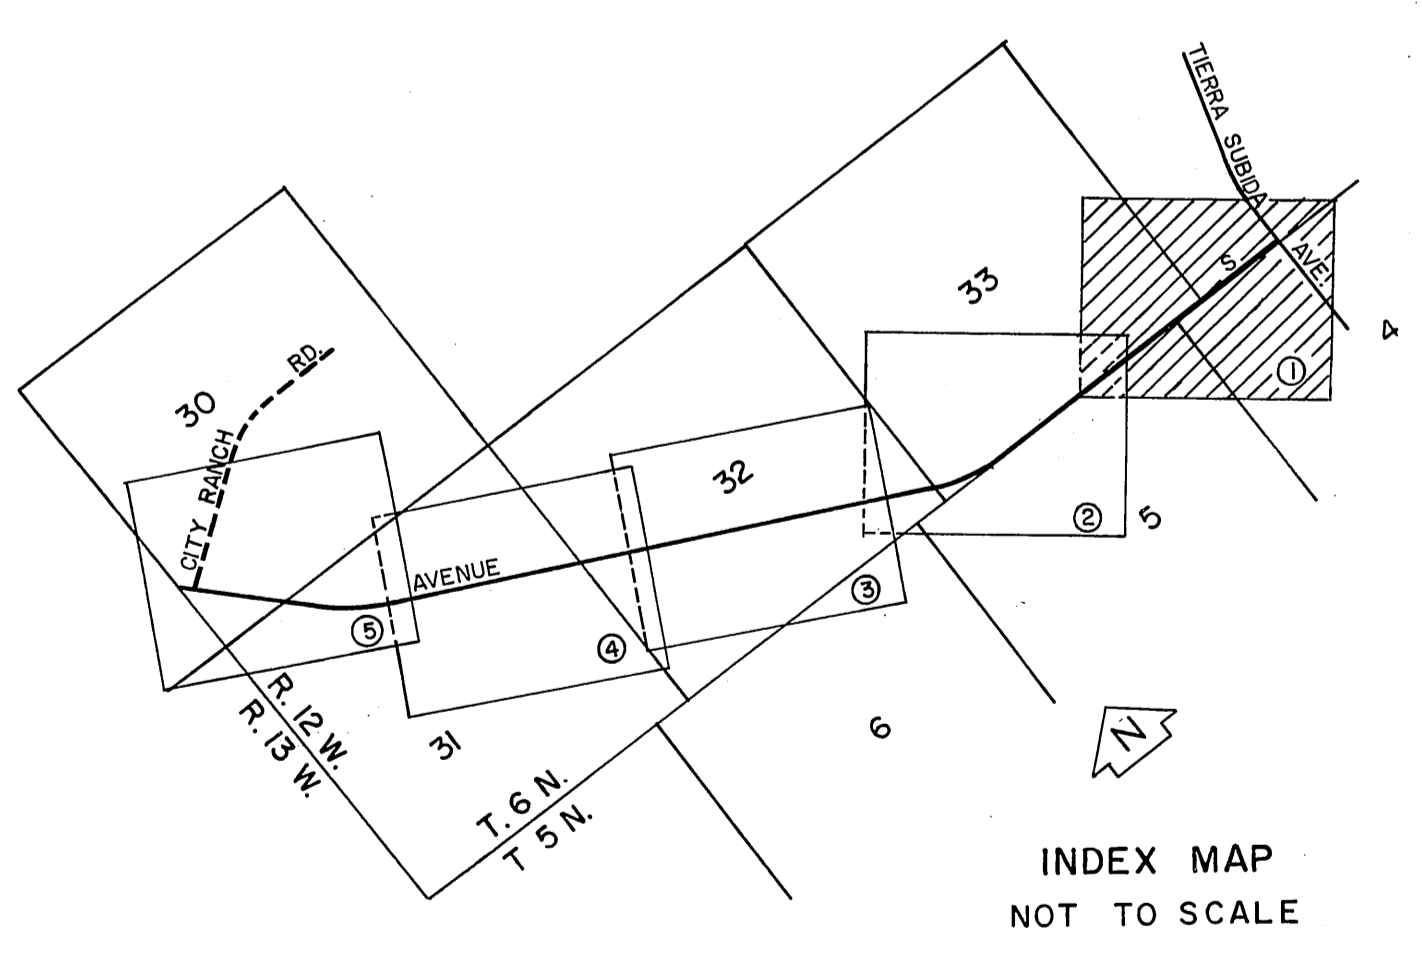 TIERRA SUBIDA AVE.
33
S
4
30
RD.
CITY RANCH
1
32
2
5
AVENUE
3
5
4
R. 12 W.
R. 13 W.
31
6
N
T. 6 N.
T 5 N.
INDEX MAP
NOT TO SCALE